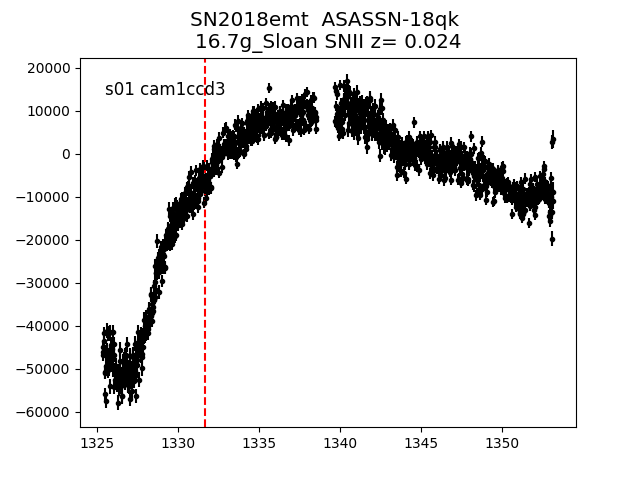 SN2018emt  ASASSN-18qk
16.7g_Sloan SNII z= 0.024
s01 cam1ccd3
20000
10000
0
−10000
−20000
−30000
−40000
−50000
−60000
1325 1330 1335 1340 1345 1350